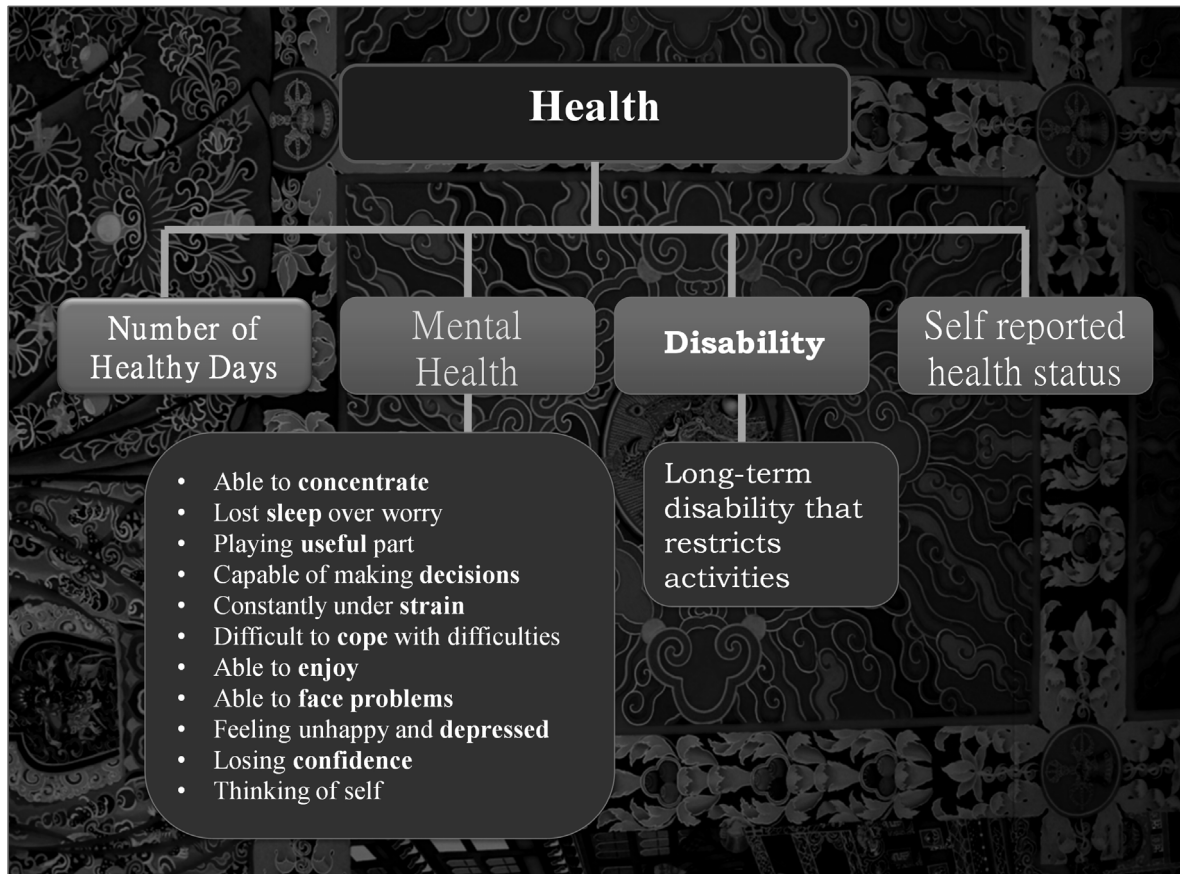 Health
Number of
Healthy Days
Mental
Health
Disability
Self reported
health status
• Able to concentrate
• Lost sleep over worry
• Playing useful part
• Capable of making decisions
• Constantly under strain
• Difficult to cope with difficulties
• Able to enjoy
• Able to face problems
• Feeling unhappy and depressed
• Losing confidence
• Thinking of self
Long-term
disability that
restricts
activities